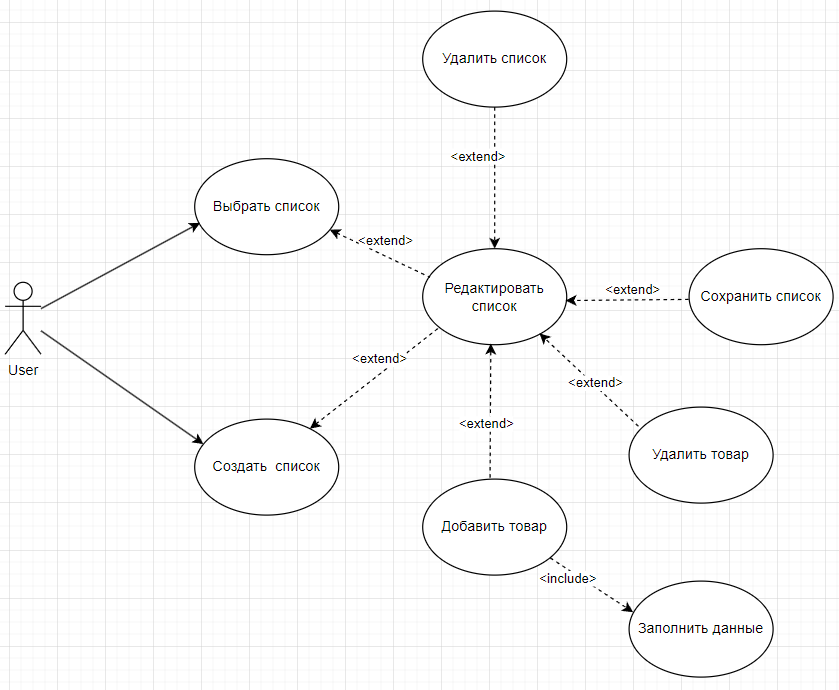 Удалить список
<extend>
Выбрать список
<extend>
Редактировать
список
<extend>
Сохранить список
User
<extend>
<extend>
<extend>
Удалить товар
Создать  список
Добавить товар
<include>
Заполнить данные